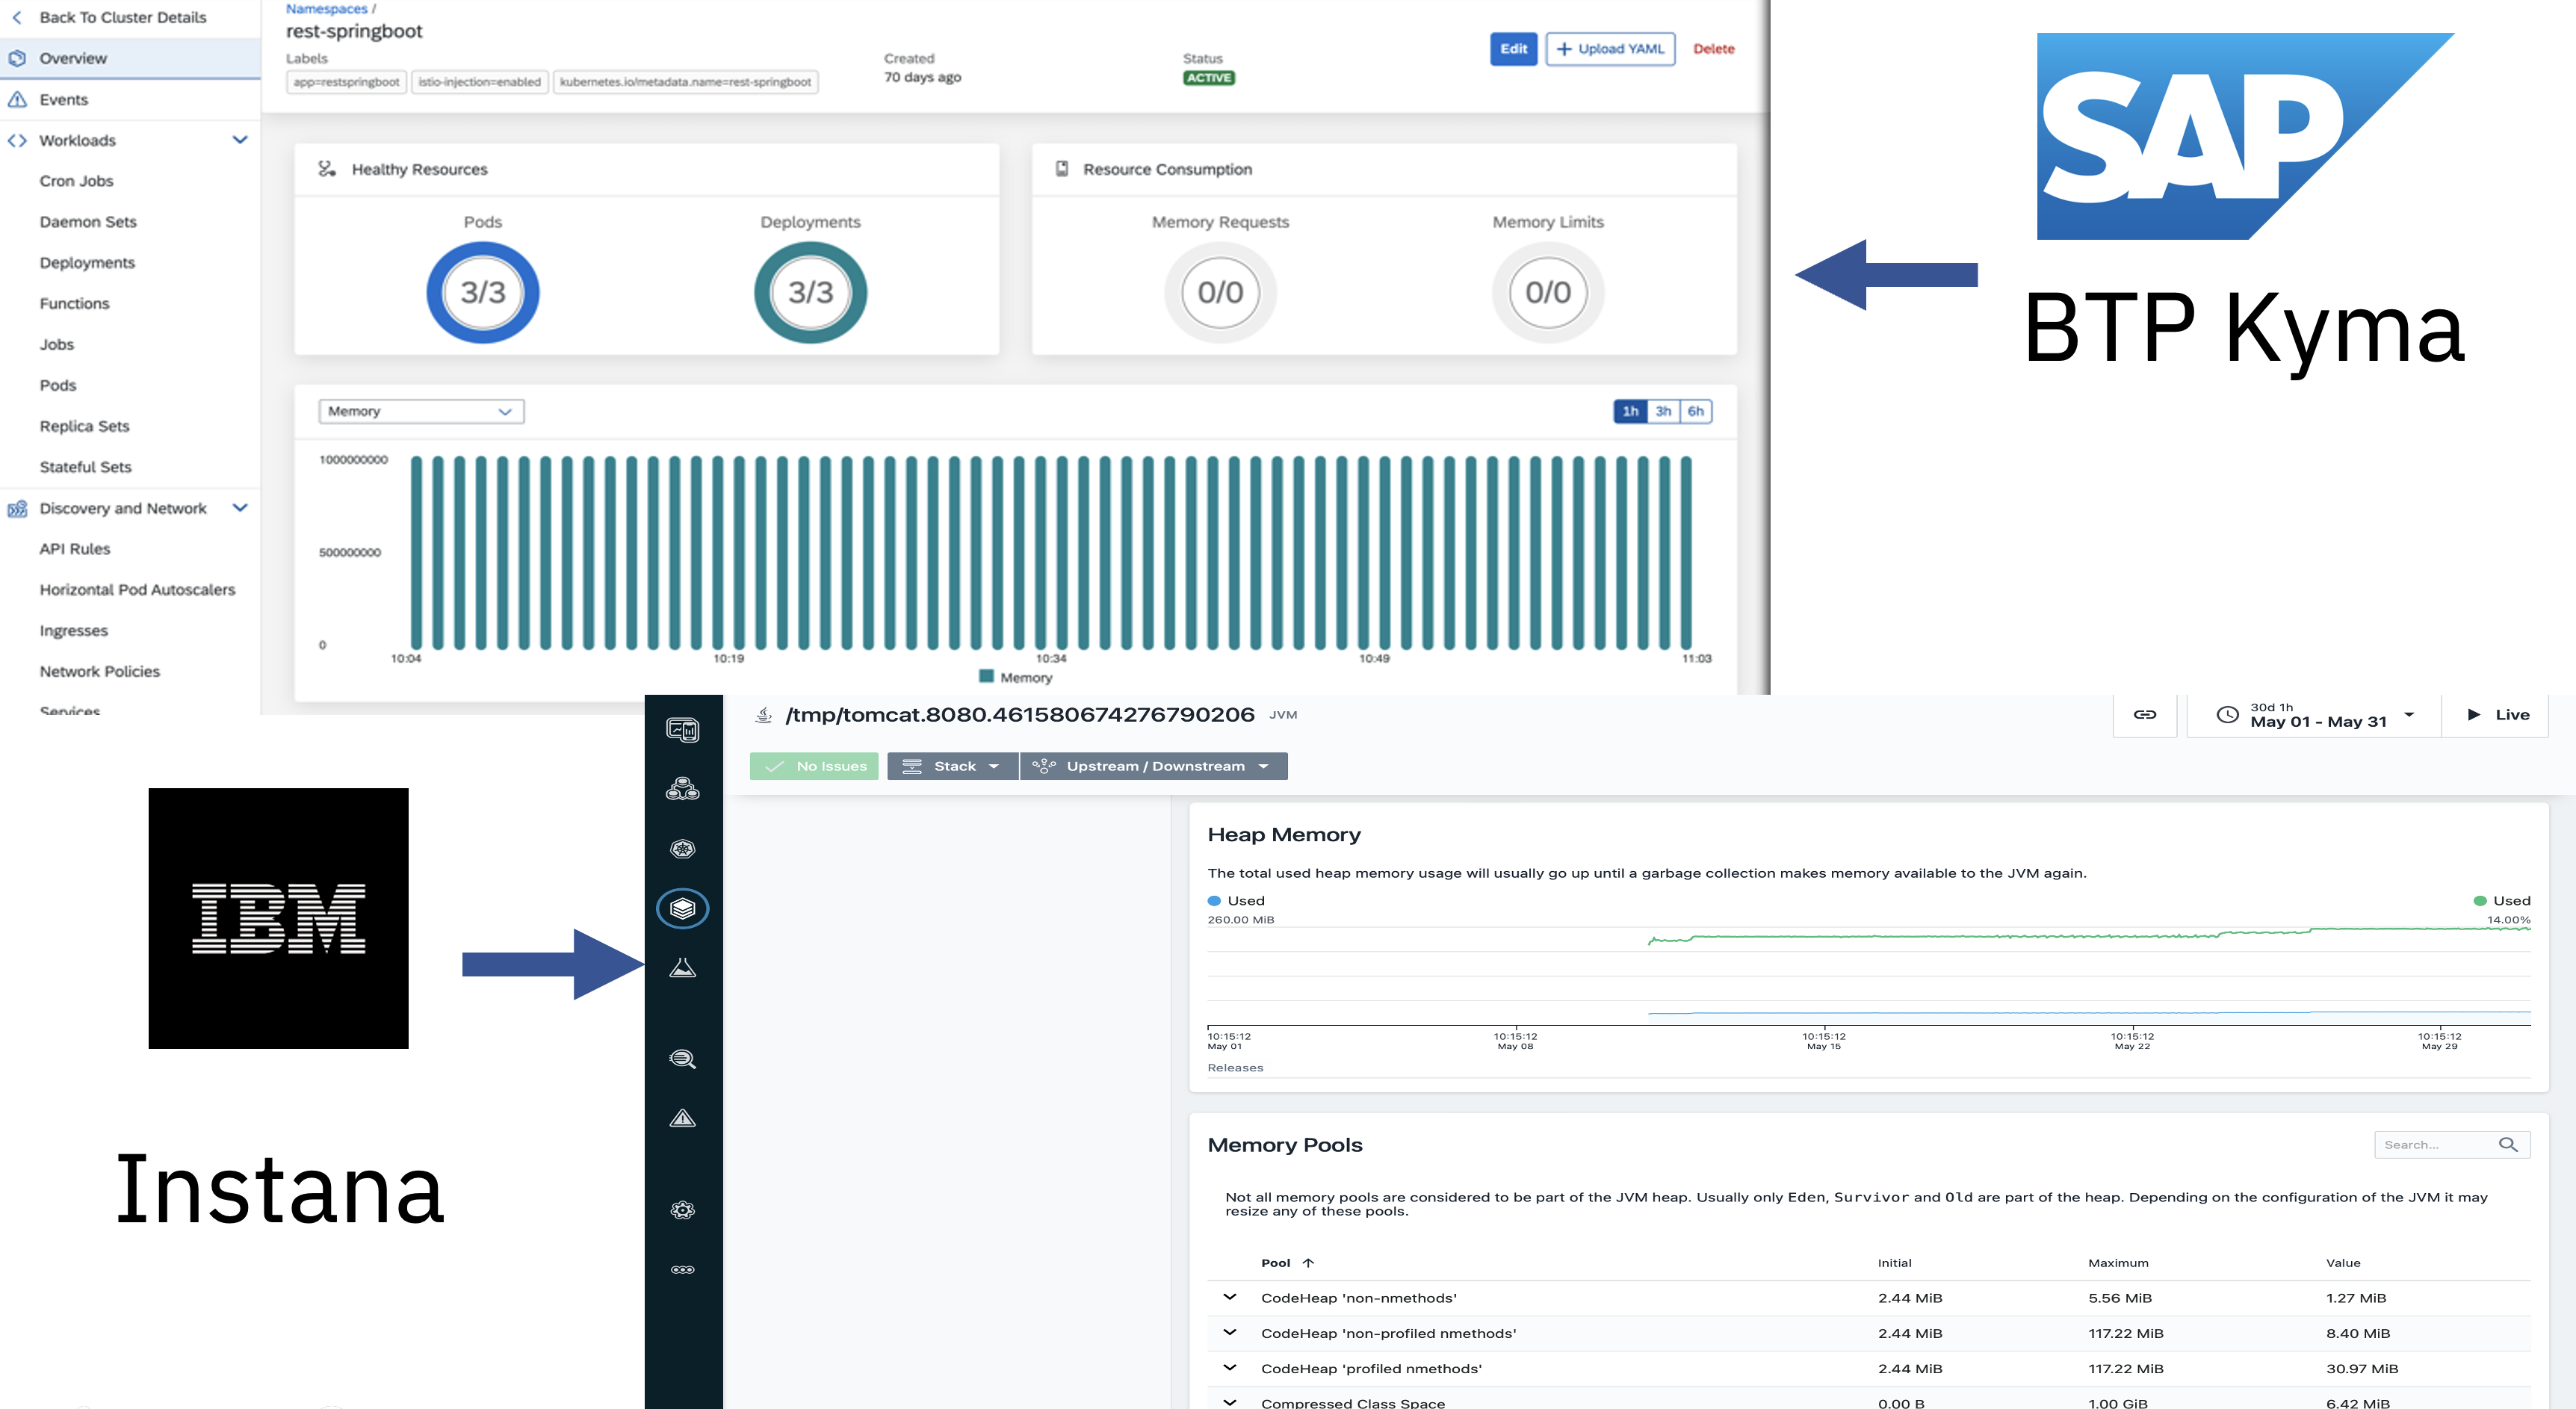 Back To Cluster Details
Overview
Events
Workloads
Cron Jobs
Daemon Sets
Deployments
Functions
Jobs
Pods
Replica Sets
Stateful Sets
Discovery and Network
API Rules
Horizontal Pod Autoscalers
Ingresses
Network Policies
Services
Namespaces /
rest-springboot
Labels
app=restspringboot istio-injection=enabled kubernetes.io/metadata.name=rest-springboot
Created
70 days ago
Status
ACTIVE
Edit + Upload YAML Delete
Healthy Resources
Pods Deployments
3/3 3/3
Resource Consumption
Memory Requests Memory Limits
0/0 0/0
Memory
1h 3h 6h
1000000000
500000000
0
10:04 10:19 10:34 10:49 11:03
Memory
SAP
BTP Kyma
IBM
Instana
/tmp/tomcat.8080.461580674276790206 JVM
30d 1h
May 01 - May 31
Live
No Issues Stack Upstream / Downstream
Heap Memory
The total used heap memory usage will usually go up until a garbage collection makes memory available to the JVM again.
Used Used
260.00 MiB 14.00%
10:15:12 10:15:12 10:15:12 10:15:12 10:15:12
May 01 May 08 May 15 May 22 May 29
Releases
Memory Pools
Search...
Not all memory pools are considered to be part of the JVM heap. Usually only Eden, Survivor and Old are part of the heap. Depending on the configuration of the JVM it may
resize any of these pools.
Pool Initial Maximum Value
CodeHeap 'non-nmethods' 2.44 MiB 5.56 MiB 1.27 MiB
CodeHeap 'non-profiled nmethods' 2.44 MiB 117.22 MiB 8.40 MiB
CodeHeap 'profiled nmethods' 2.44 MiB 117.22 MiB 30.97 MiB
Compressed Class Space 0.00 B 1.00 GiB 6.42 MiB